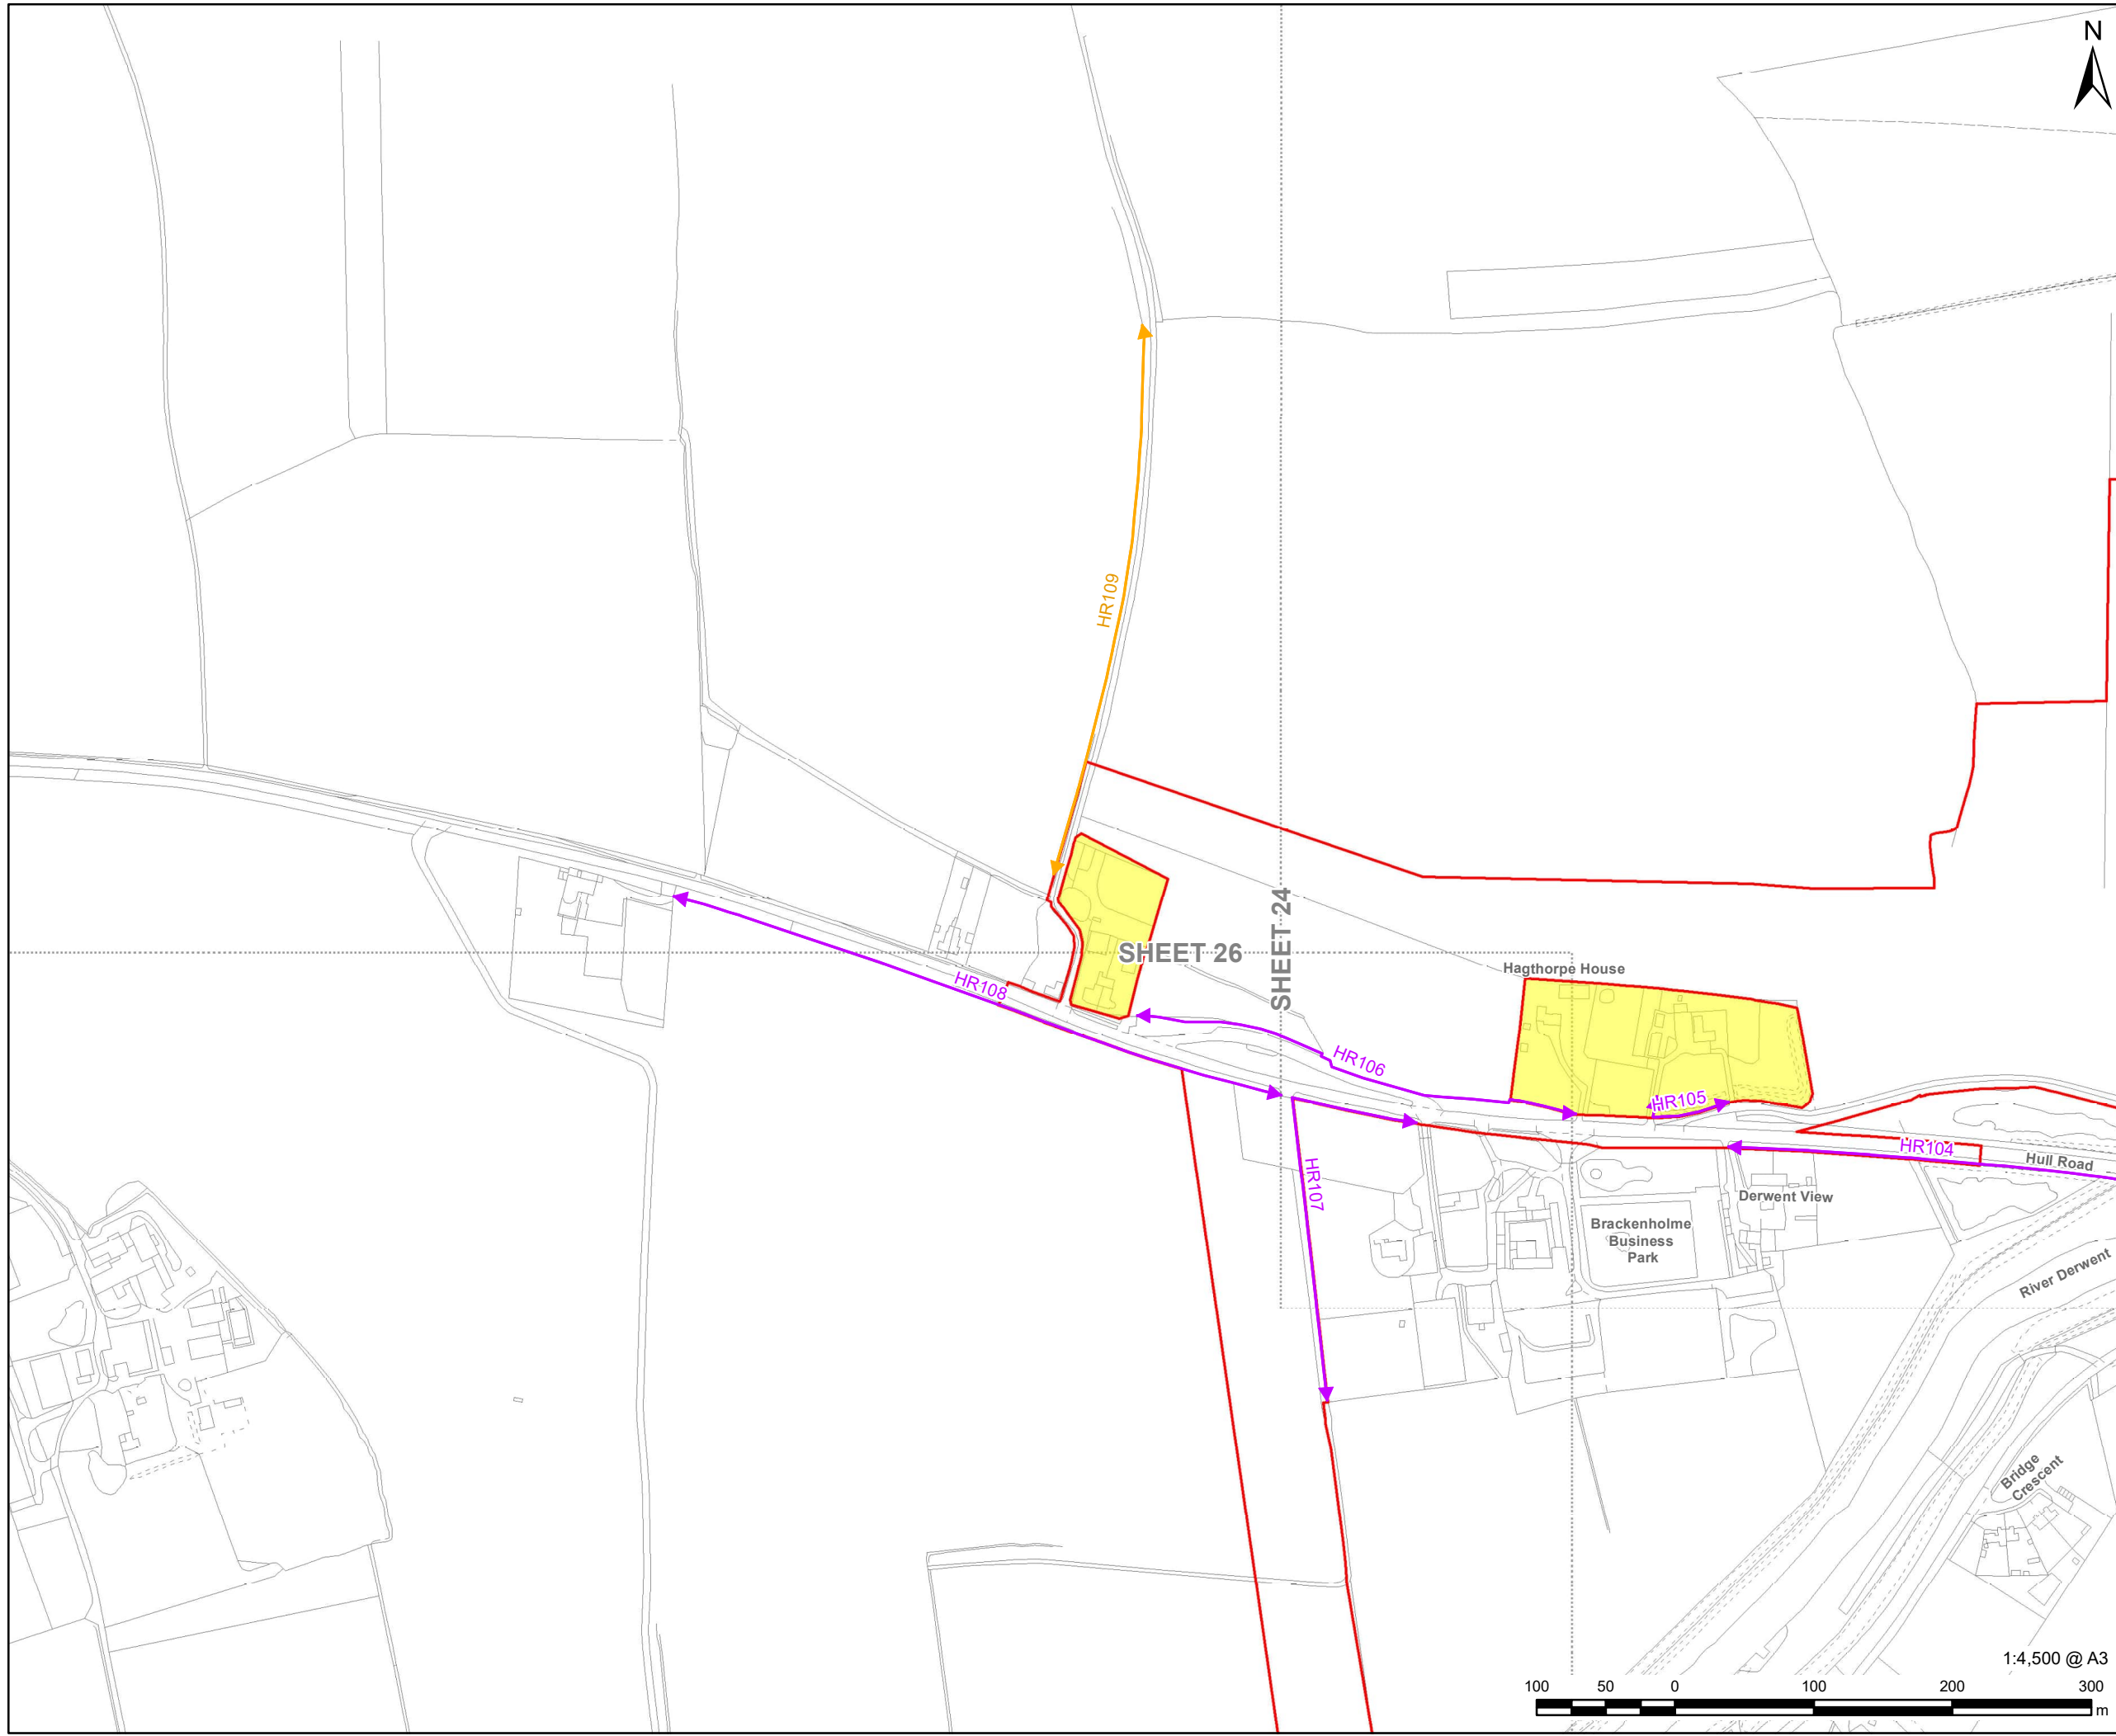 N
HR109
SHEET 24
SHEET 26
Hagthorpe House
HR108
HR106
HR105
HR104
Hull Road
HR107
Derwent View
Brackenholme
Business
Park
River Derwent
Bridge
Crescent
1:4,500 @ A3
100 50 0 100 200 300
m